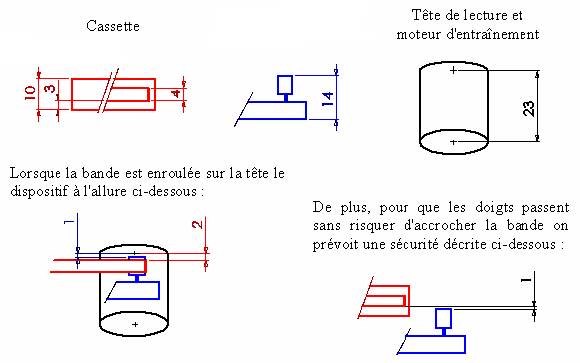 Cassette
Tête de lecture et
moteur d'entraînement
10
3
4
14
23
Lorsque la bande est enroulée sur la tête le
dispositif à l'allure ci-dessous :
1
2
De plus, pour que les doigts passent
sans risquer d'accrocher la bande on
prévoit une sécurité décrite ci-dessous :
1